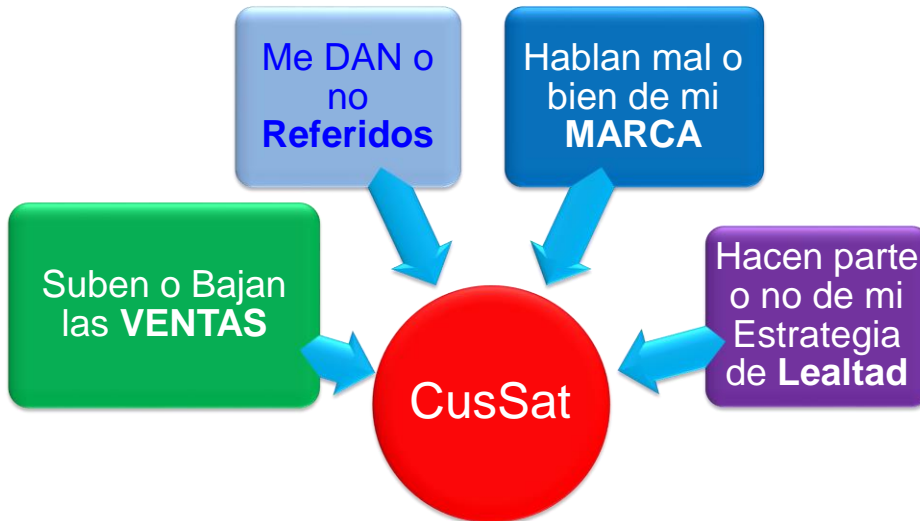 Me DAN o
no
Referidos
Hablan mal o
bien de mi
MARCA
Suben o Bajan
las VENTAS
Hacen parte
o no de mi
Estrategia
de Lealtad
CusSat